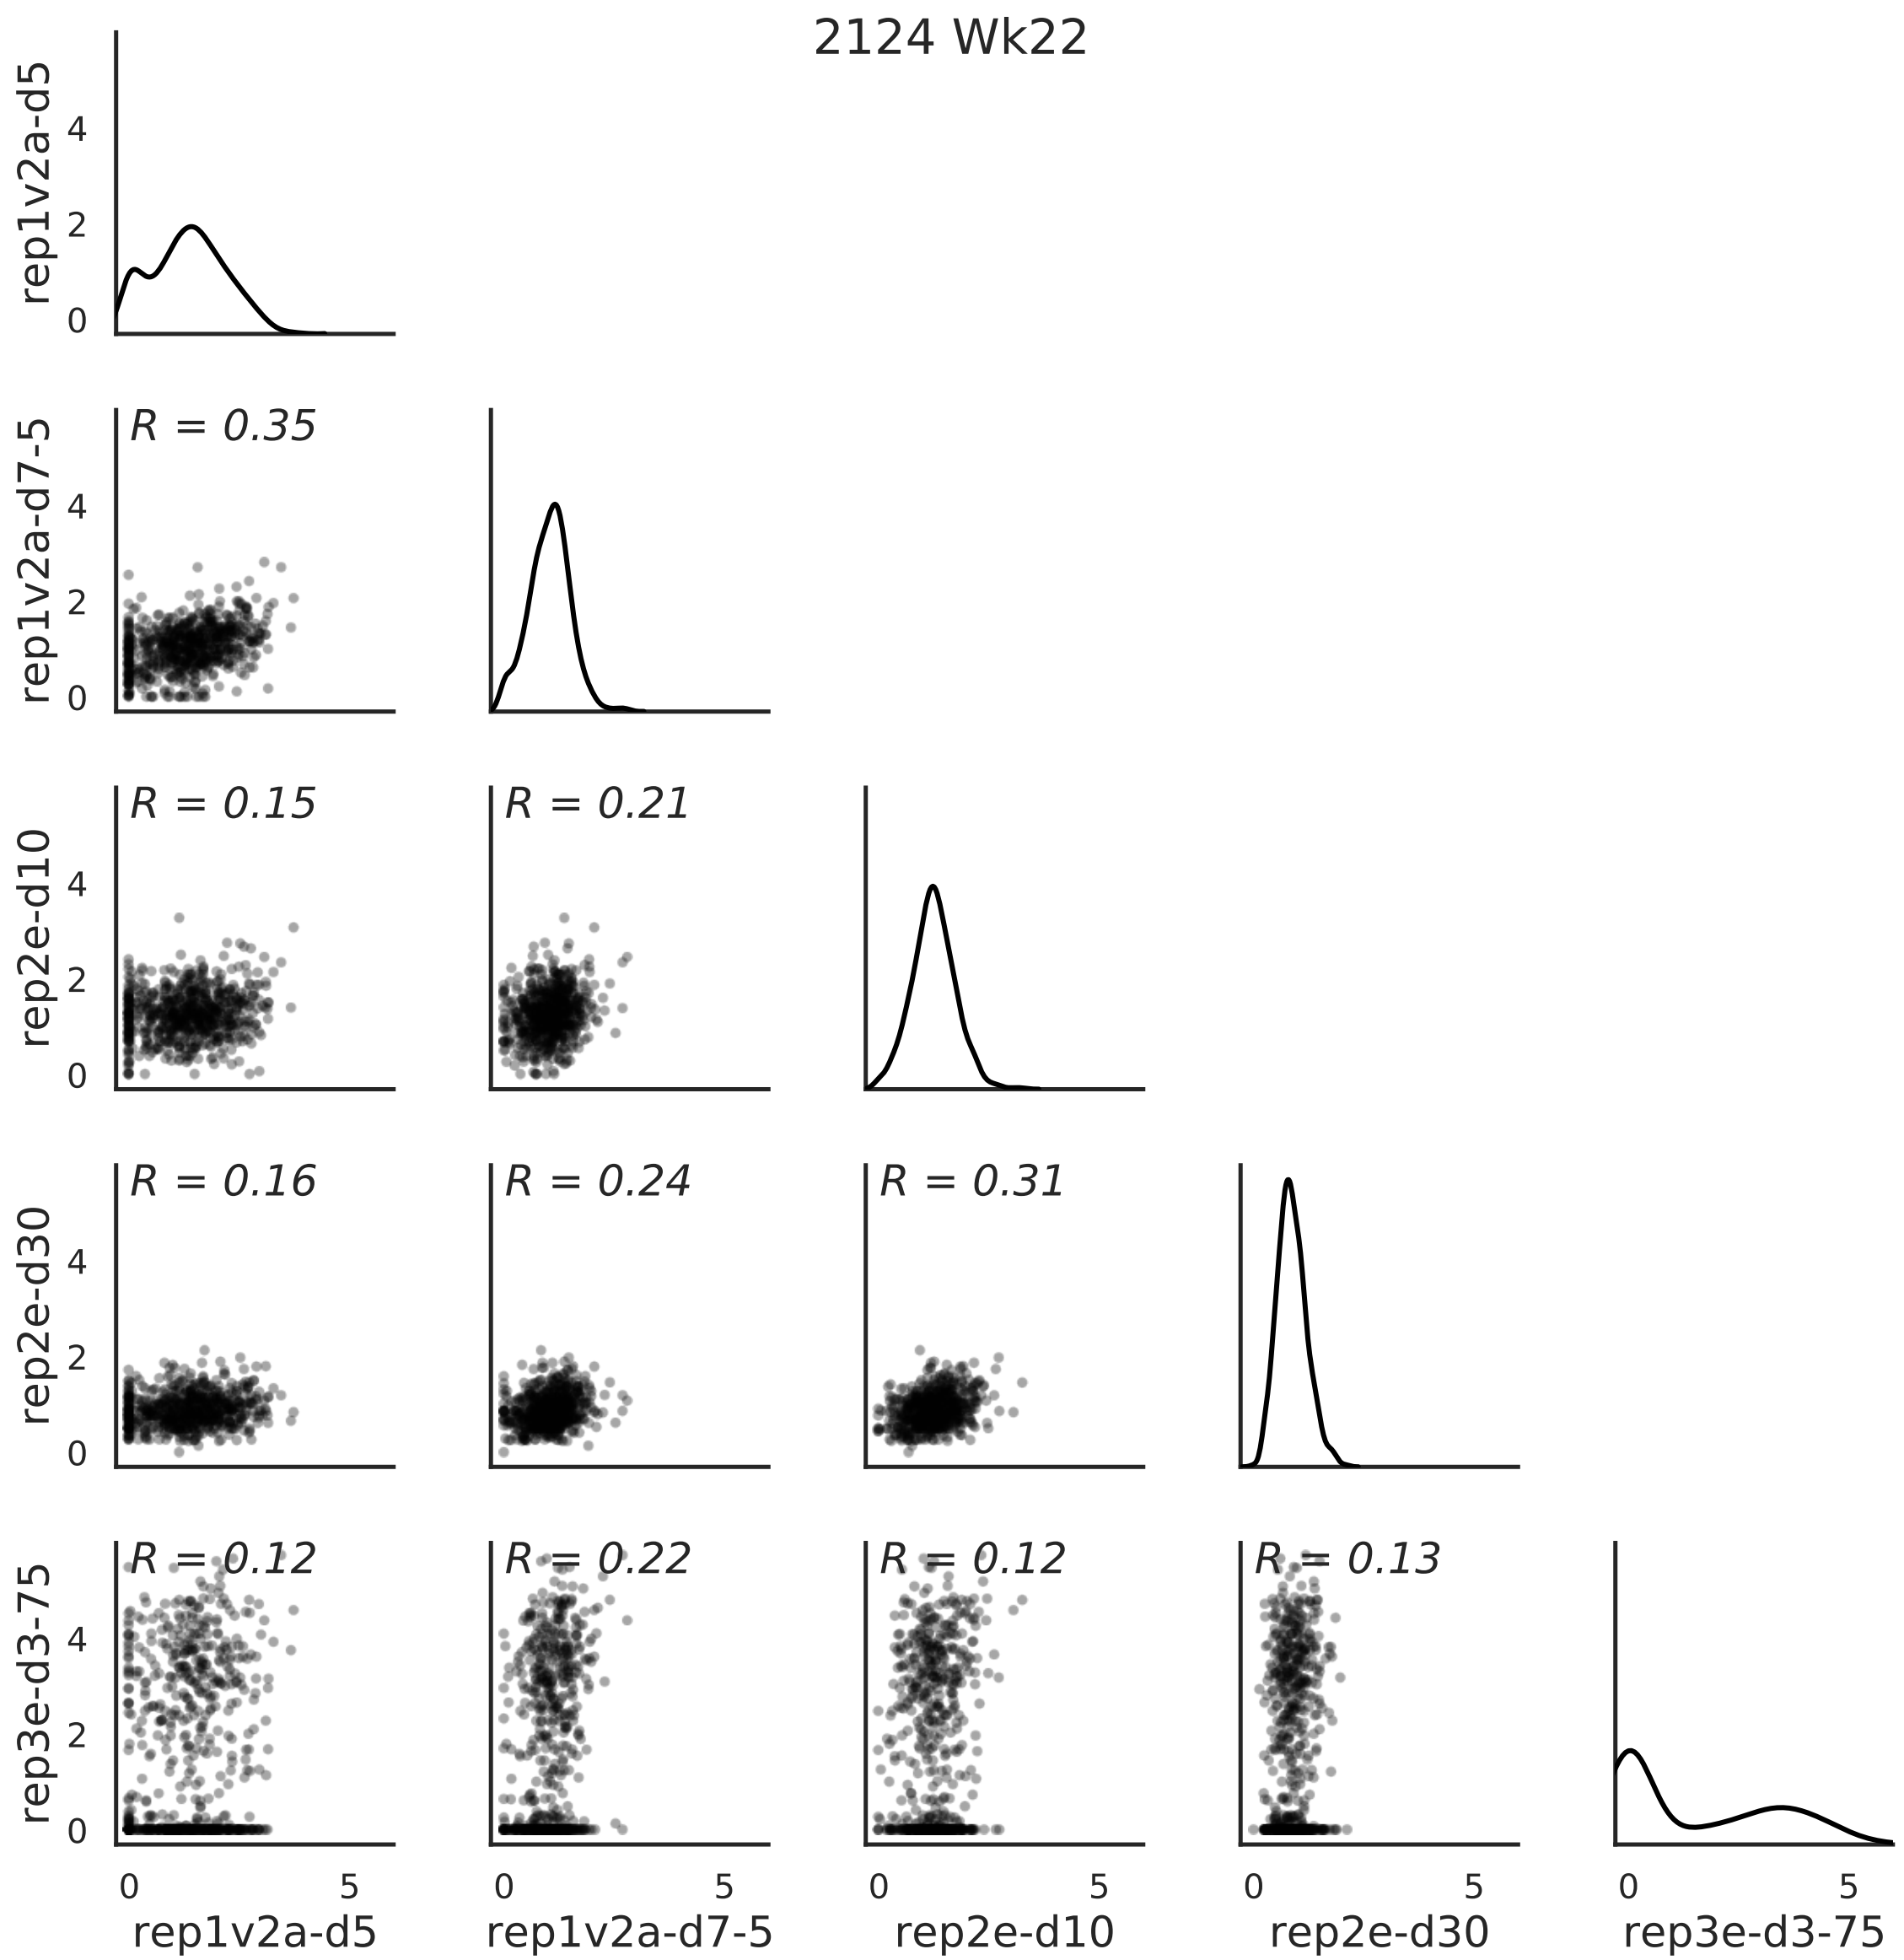 2124 Wk22
rep1v2a-d5
4
2
0
rep1v2a-d7-5
4
2
0
R = 0.35
rep2e-d10
4
2
0
R = 0.15
R = 0.21
rep2e-d30
4
2
0
R = 0.16
R = 0.24
R = 0.31
rep3e-d3-75
4
2
0
R = 0.12
R = 0.22
R = 0.12
R = 0.13
0 5
0 5
0 5
0 5
0 5
rep1v2a-d5
rep1v2a-d7-5
rep2e-d10
rep2e-d30
rep3e-d3-75